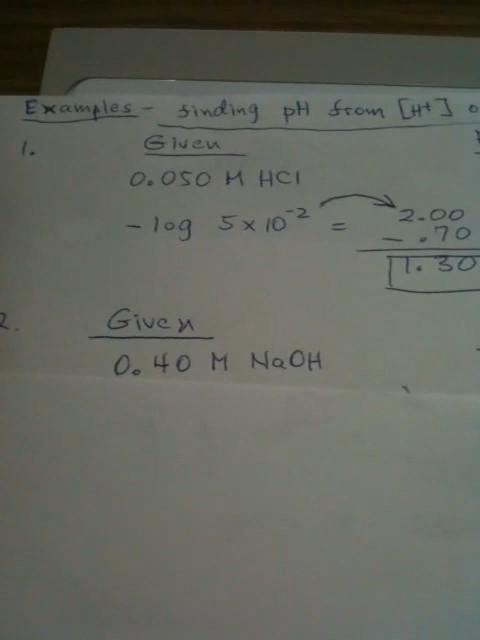 Examples - finding pH from [H+] o
1. Given
0.050 M HCl
- log 5 x 10-2 = 2.00
- .70
1.30
2. Given
0.40 M NaOH